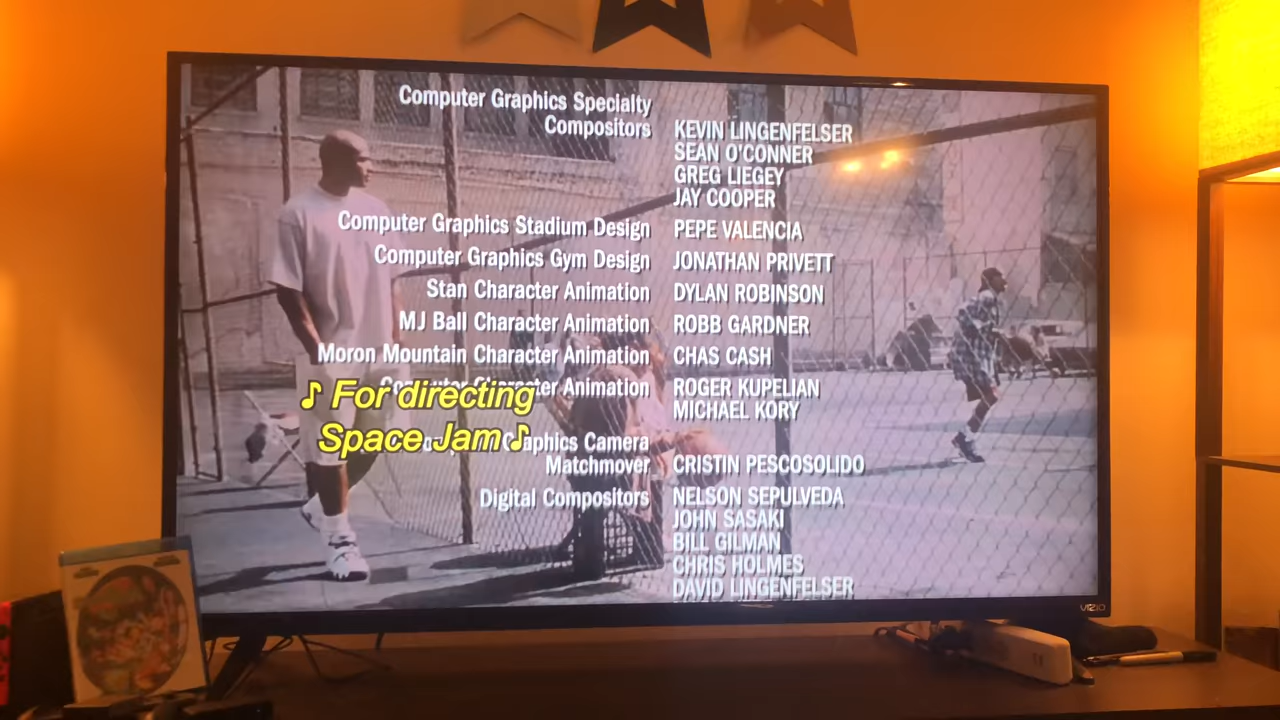 Computer Graphics Specialty
Compositors KEVIN LINGENFELSER
SEAN O'CONNER
GREG LIEGEY
JAY COOPER
Computer Graphics Stadium Design PEPE VALENCIA
Computer Graphics Gym Design JONATHAN PRIVETT
Stan Character Animation DYLAN ROBINSON
MJ Ball Character Animation ROBB GARDNER
Moron Mountain Character Animation CHAS CASH
Computer Character Animation ROGER KUPELIAN
MICHAEL KORY
♪ For directing
Space Jam ♪
Graphics Camera
Matchmover CRISTIN PESCOSOLIDO
Digital Compositors NELSON SEPULVEDA
JOHN SASAKI
BILL GILMAN
CHRIS HOLMES
DAVID LINGENFELSER
VIZIO